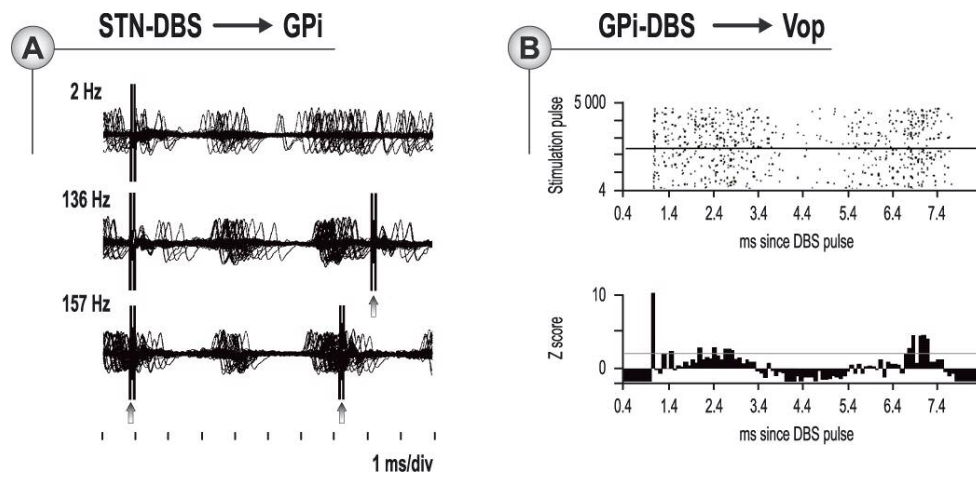 A
STN-DBS → GPi
2 Hz
136 Hz
157 Hz
1 ms/div
B
GPi-DBS → Vop
Stimulation pulse
5 000
4
0.4 1.4 2.4 3.4 4.4 5.4 6.4 7.4
ms since DBS pulse
Z score
10
0
0.4 1.4 2.4 3.4 4.4 5.4 6.4 7.4
ms since DBS pulse